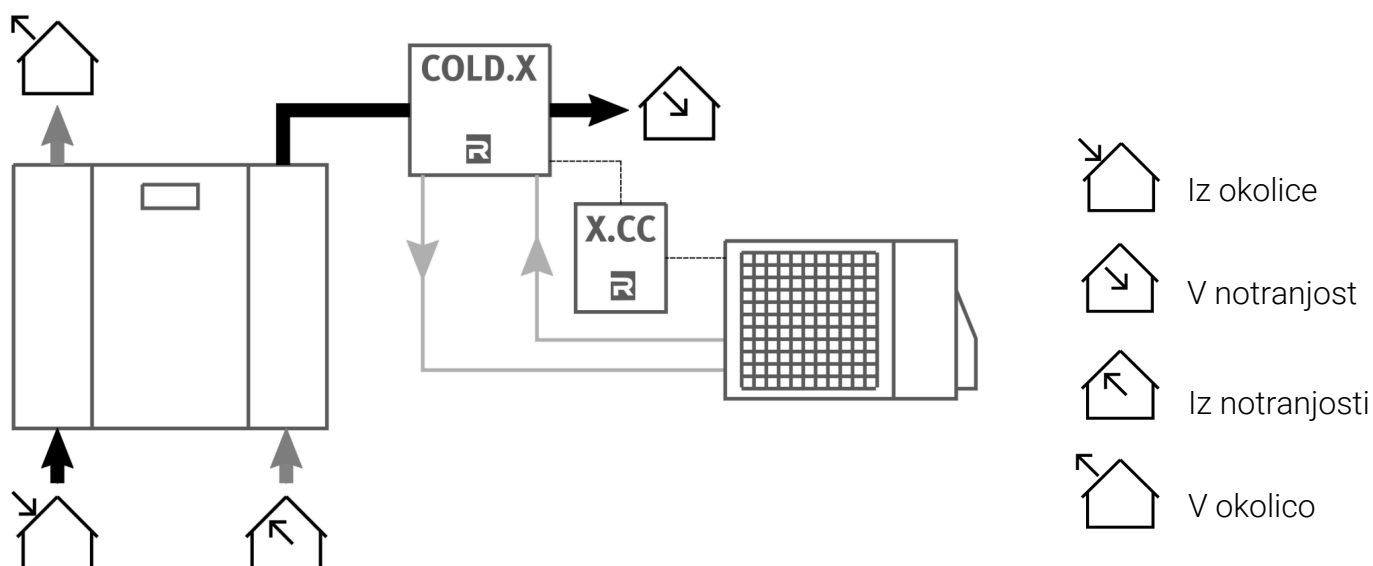 COLD.X
R
X.CC
R
Iz okolice
V notranjost
Iz notranjosti
V okolico